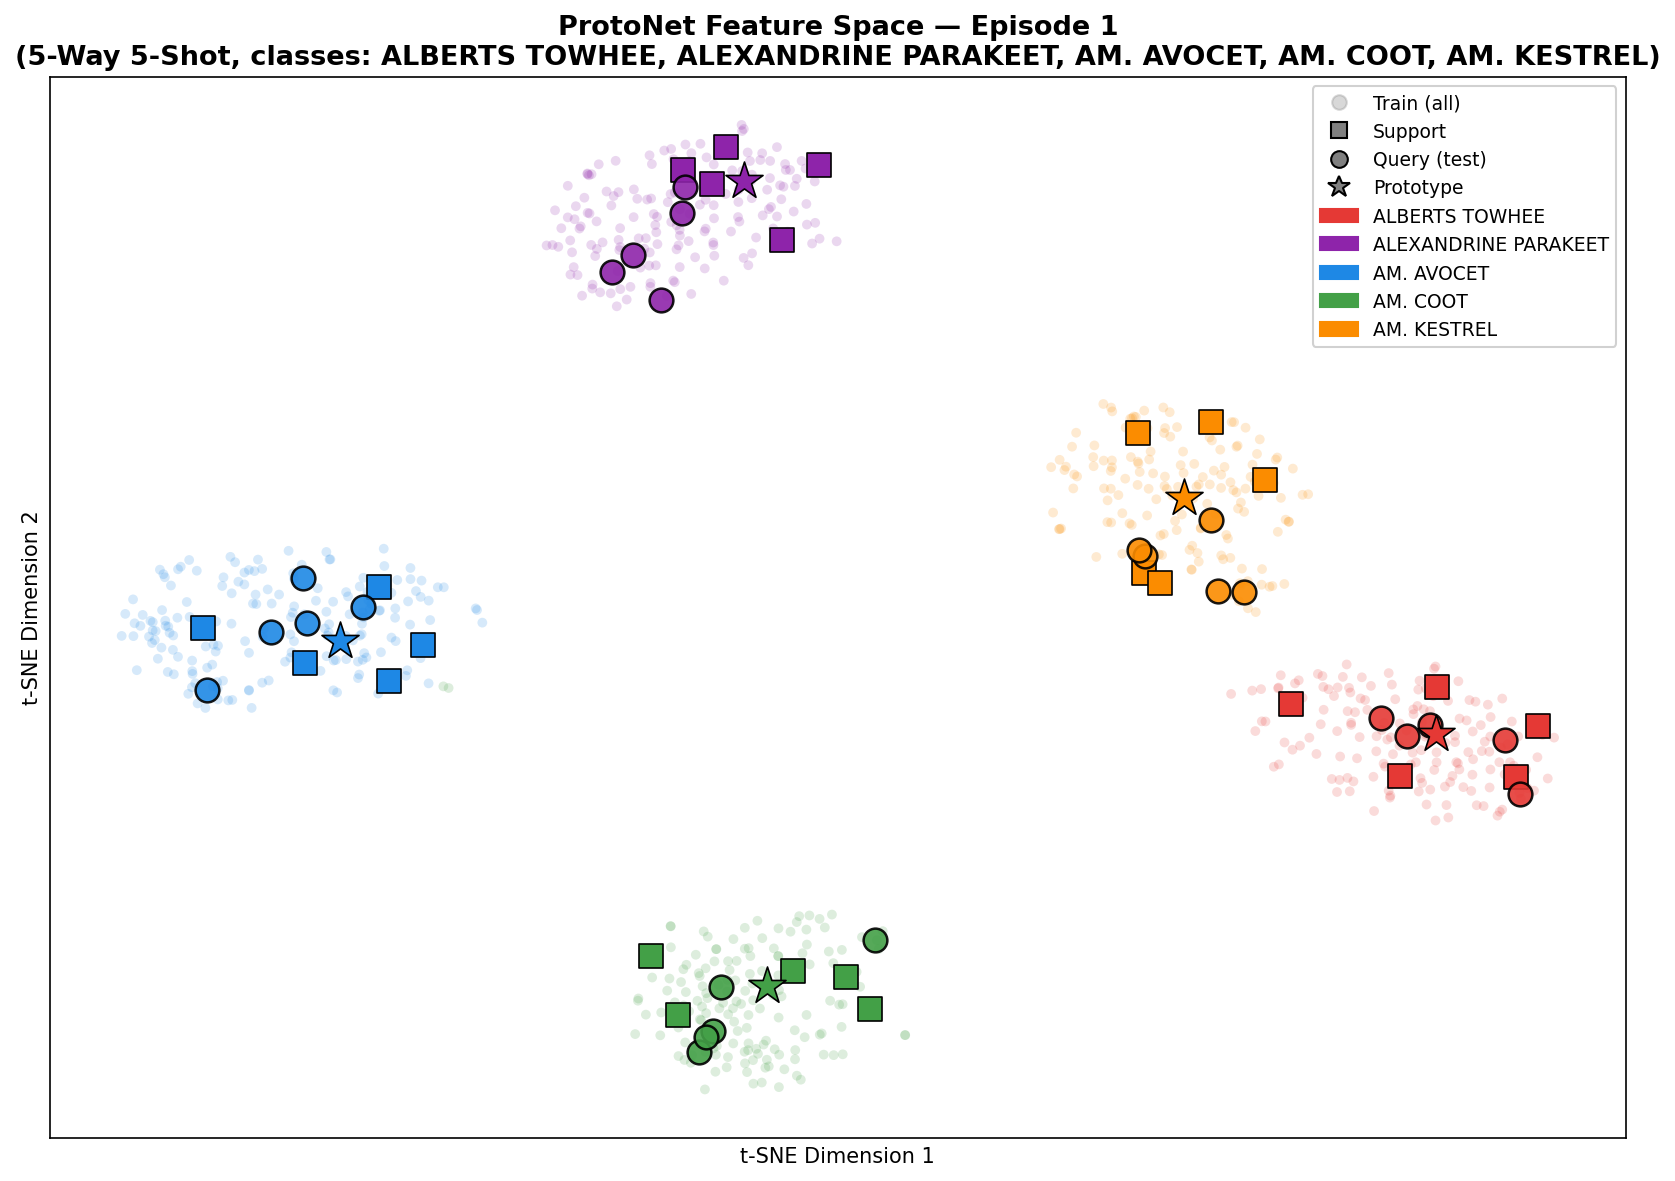 ProtoNet Feature Space — Episode 1
(5-Way 5-Shot, classes: ALBERTS TOWHEE, ALEXANDRINE PARAKEET, AM. AVOCET, AM. COOT, AM. KESTREL)
Train (all)
Support
Query (test)
Prototype
ALBERTS TOWHEE
ALEXANDRINE PARAKEET
AM. AVOCET
AM. COOT
AM. KESTREL
t-SNE Dimension 2
t-SNE Dimension 1